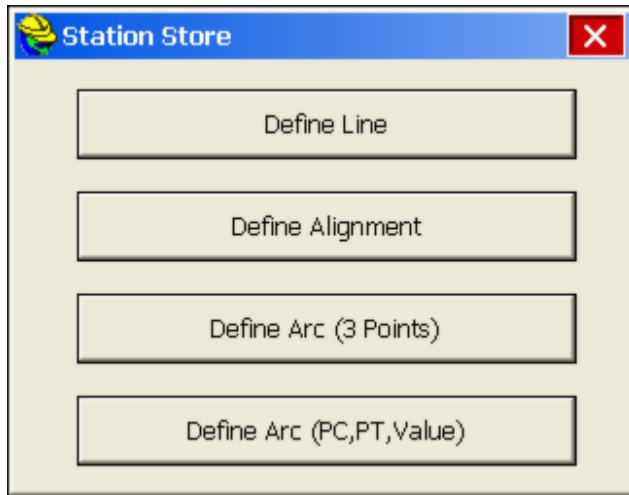 Station Store
Define Line
Define Alignment
Define Arc (3 Points)
Define Arc (PC,PT,Value)